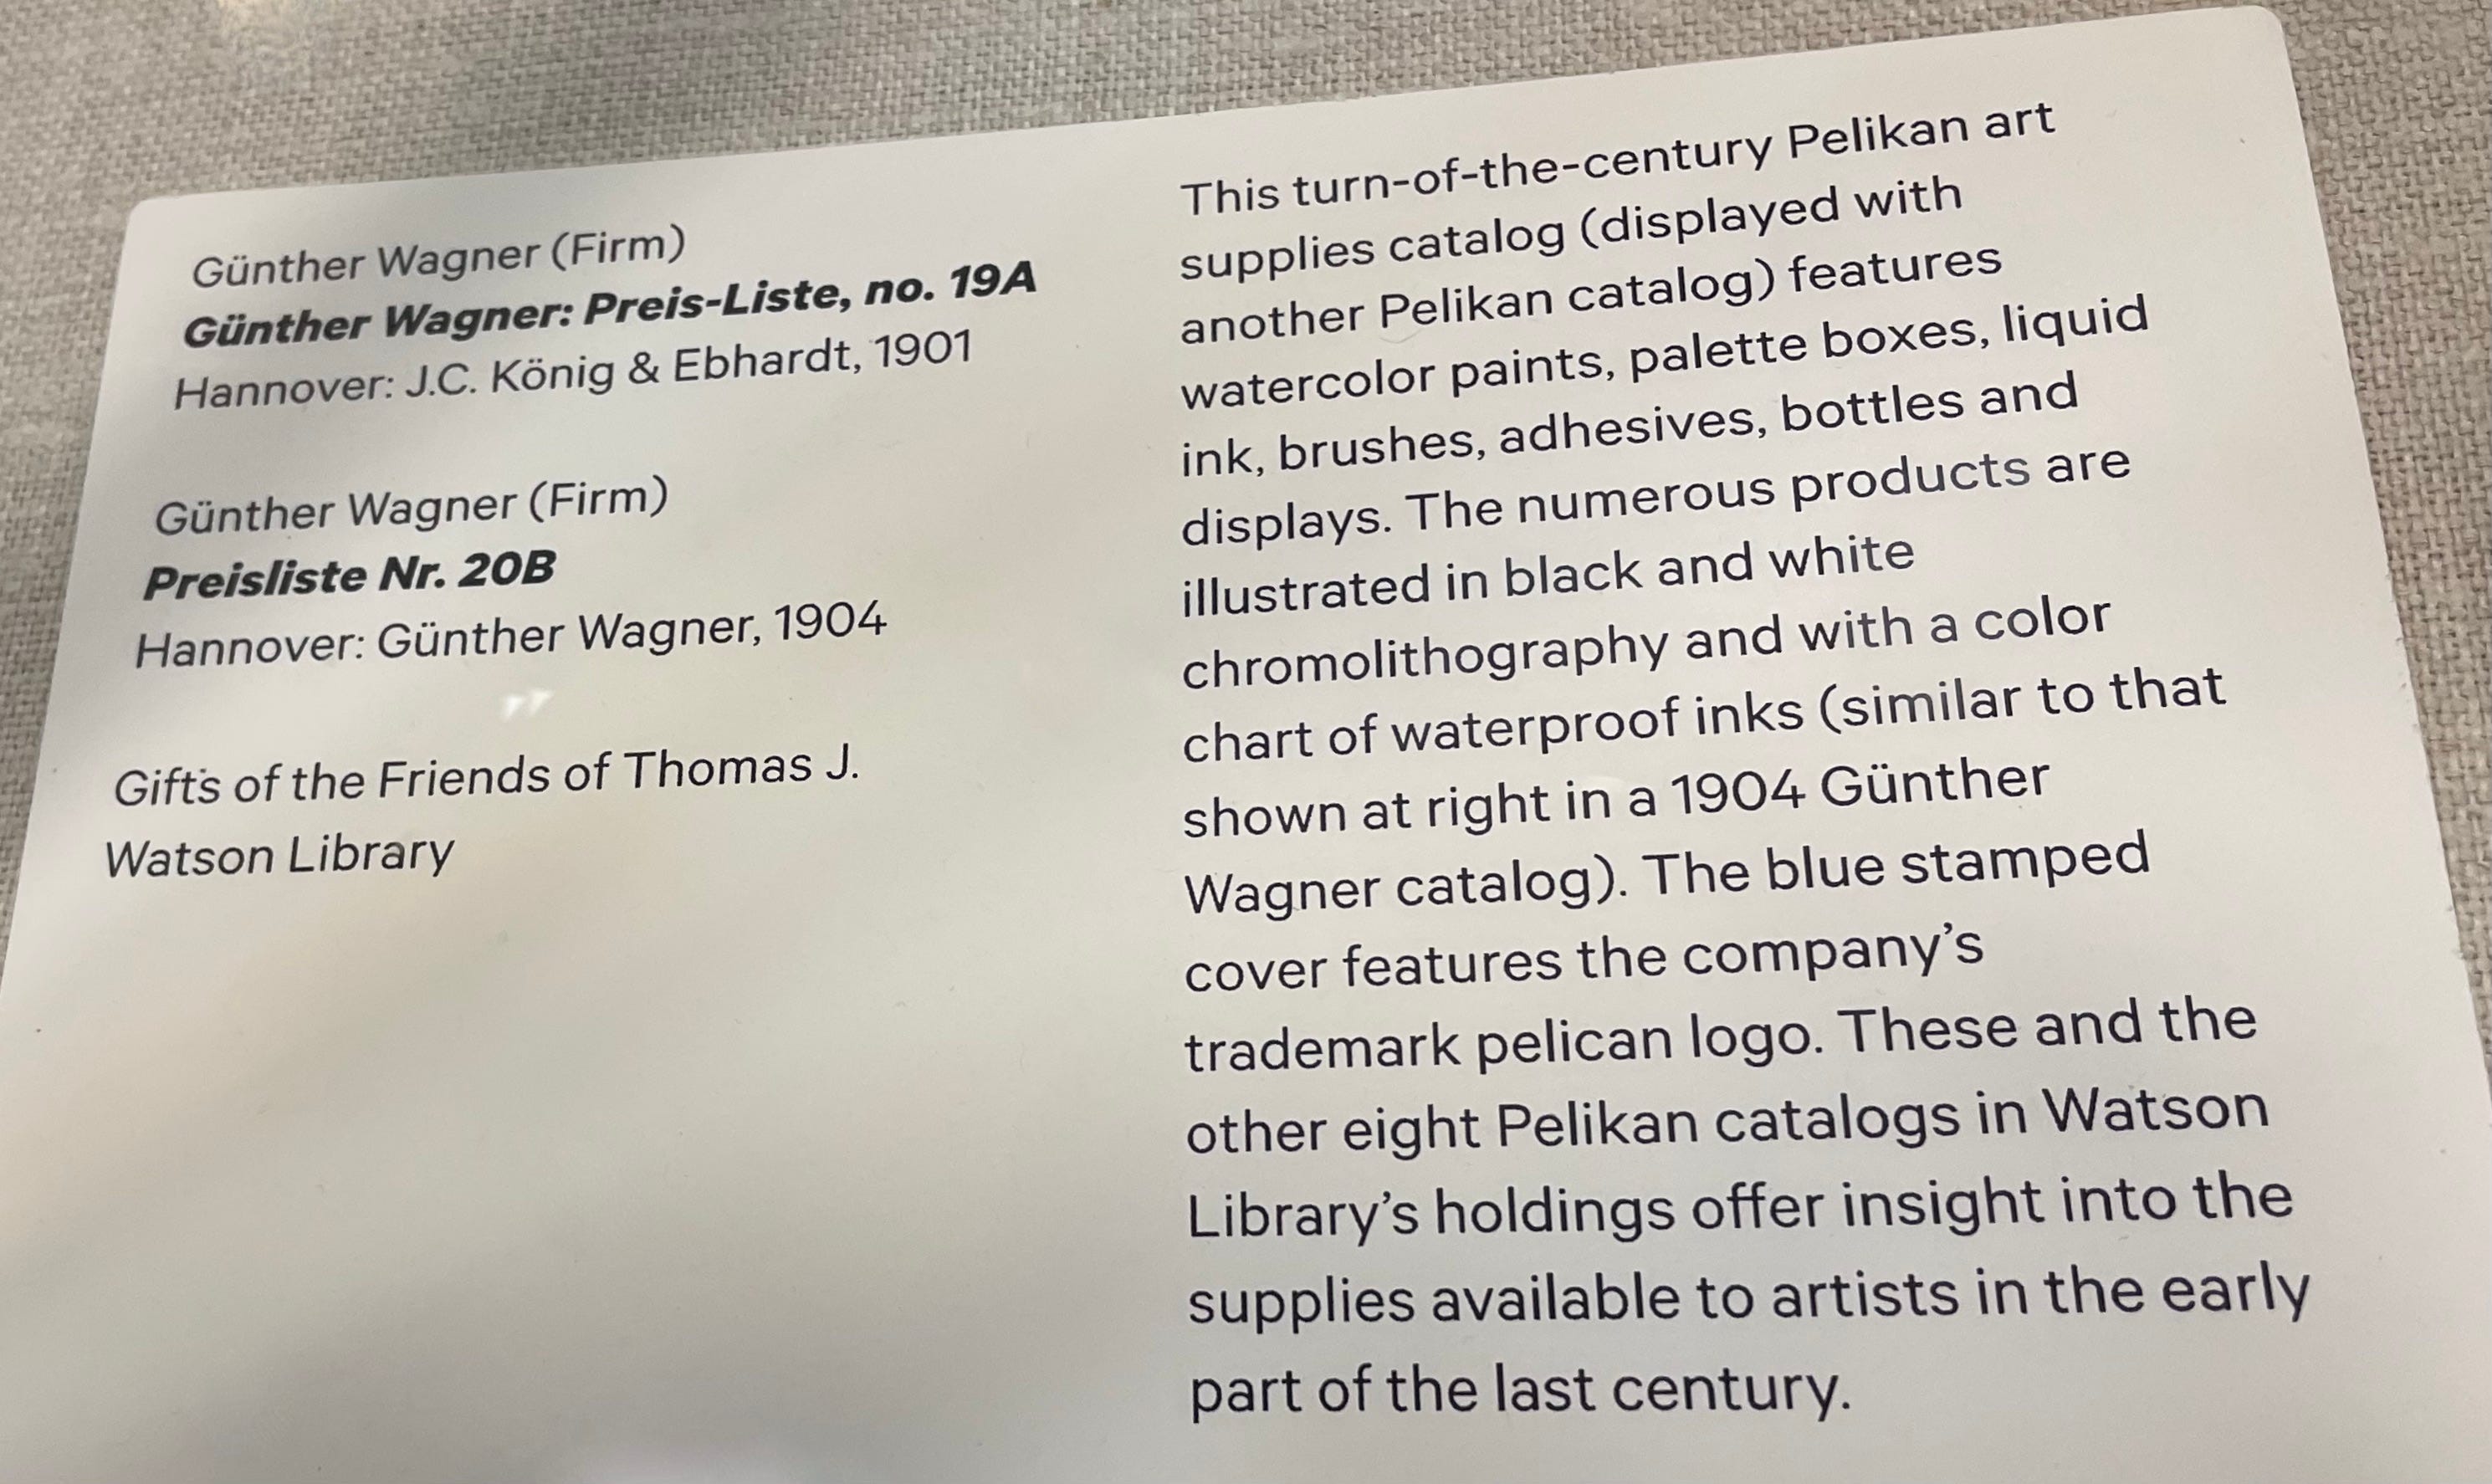 Günther Wagner (Firm)
Günther Wagner: Preis-Liste, no. 19A
Hannover: J.C. König & Ebhardt, 1901
Günther Wagner (Firm)
Preisliste Nr. 20B
Hannover: Günther Wagner, 1904
Gifts of the Friends of Thomas J.
Watson Library
This turn-of-the-century Pelikan art
supplies catalog (displayed with
another Pelikan catalog) features
watercolor paints, palette boxes, liquid
ink, brushes, adhesives, bottles and
displays. The numerous products are
illustrated in black and white
chromolithography and with a color
chart of waterproof inks (similar to that
shown at right in a 1904 Günther
Wagner catalog). The blue stamped
cover features the company’s
trademark pelican logo. These and the
other eight Pelikan catalogs in Watson
Library’s holdings offer insight into the
supplies available to artists in the early
part of the last century.